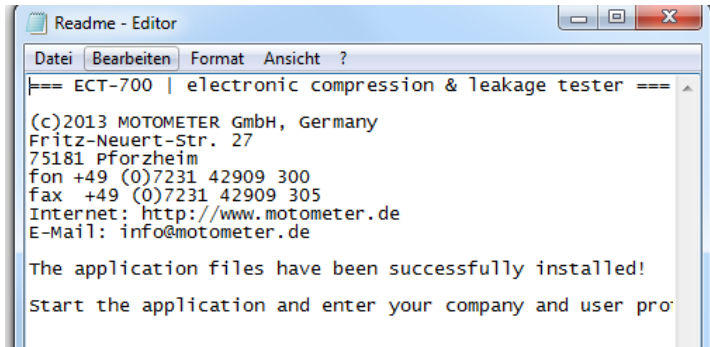 Readme - Editor
Datei Bearbeiten Format Ansicht ?
=== ECT-700 | electronic compression & leakage tester ===
(c)2013 MOTOMETER GmbH, Germany
Fritz-Neuert-Str. 27
75181 Pforzheim
fon +49 (0)7231 42909 300
fax +49 (0)7231 42909 305
Internet: http://www.motometer.de
E-Mail: info@motometer.de
The application files have been successfully installed!
Start the application and enter your company and user